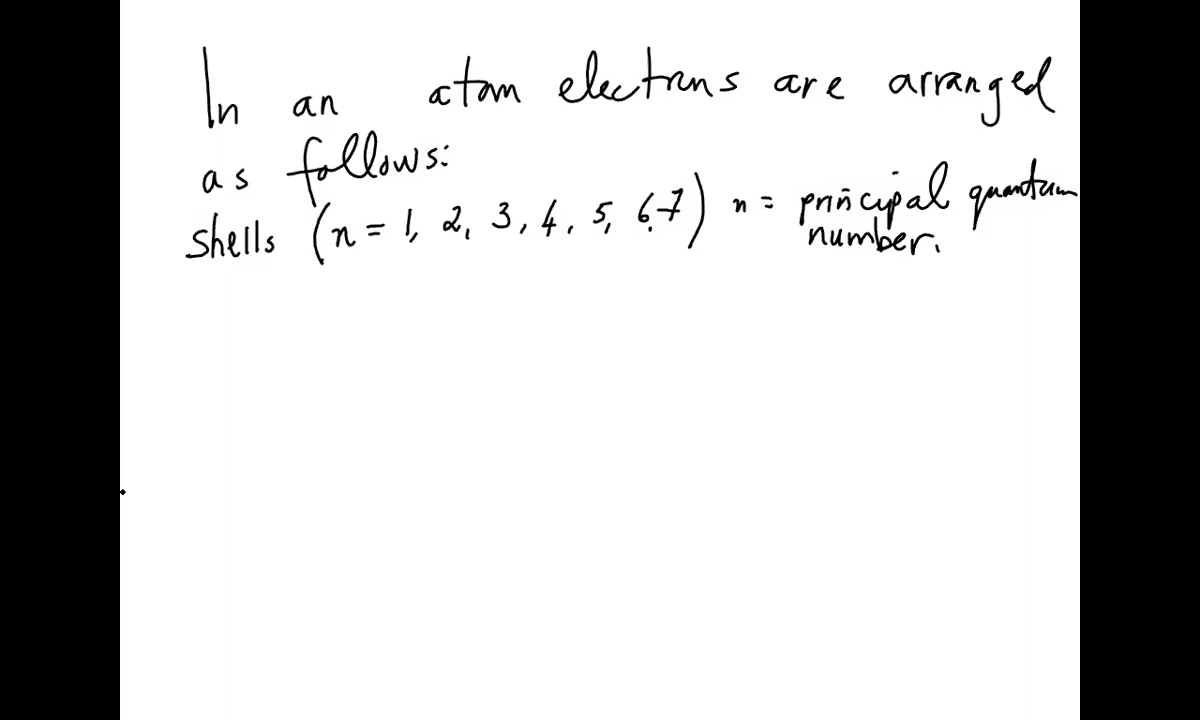 In an atom electrons are arranged
as follows:
shells (n = 1, 2, 3, 4, 5, 6, 7) n = principal quantum
number.